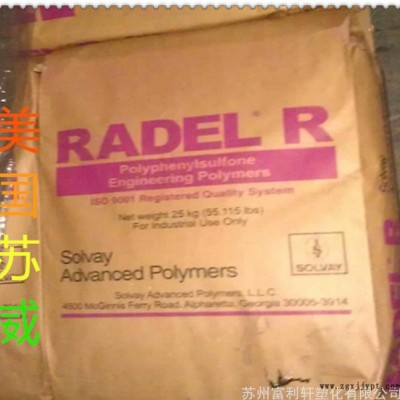 美国苏威
RADEL® R
Polyphenylsulfone
Engineering Polymers
ISO 9001 Registered Quality System
Net weight 25 kg (55.115 lbs)
For Industrial Use Only
Solvay
Advanced Polymers
SOLVAY
Solvay Advanced Polymers, L.L.C.
4500 McGinnis Ferry Road, Alpharetta, Georgia 30005-3914
Solvay
RADEL R
苏州富利轩塑化有限公司